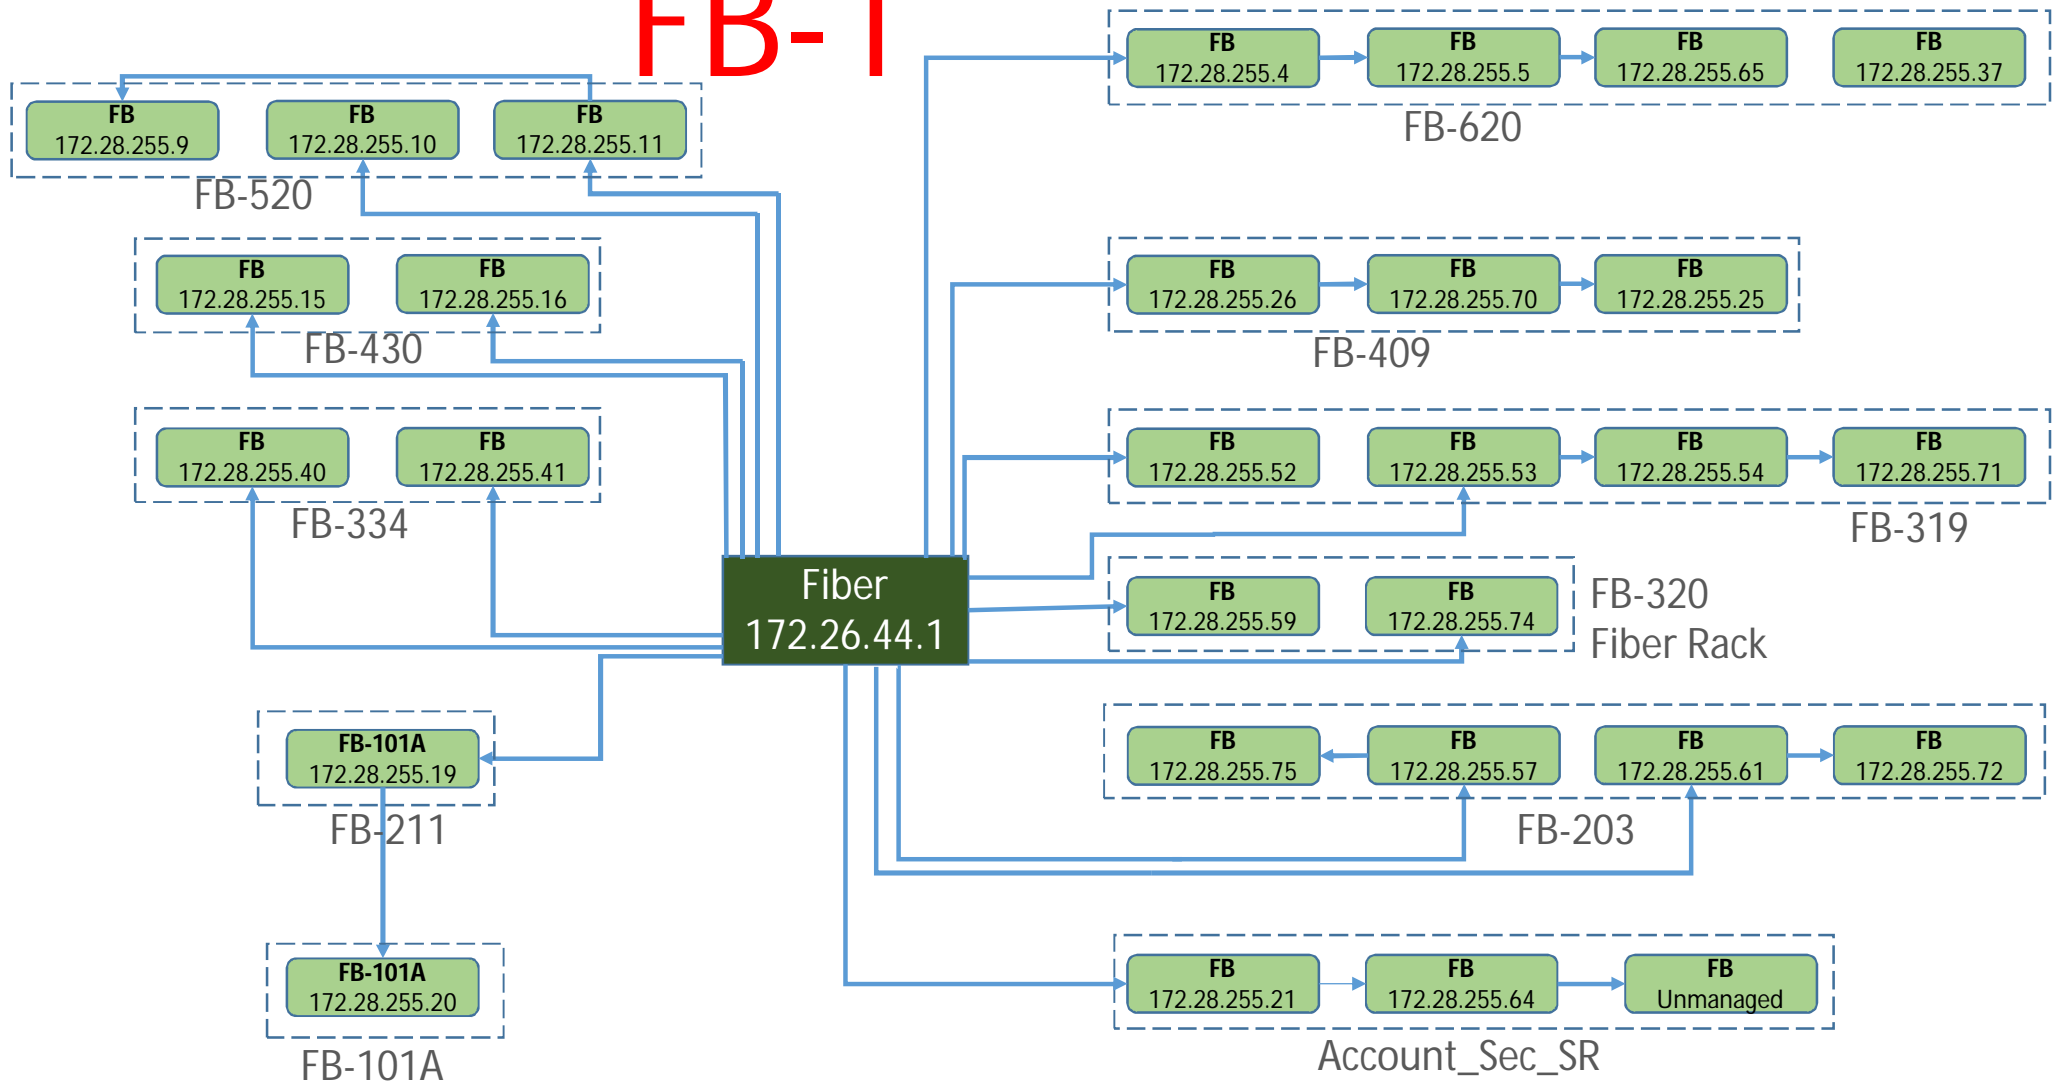 FB-1
FB
172.28.255.4
FB
172.28.255.5
FB
172.28.255.65
FB
172.28.255.37
FB-620
FB
172.28.255.9
FB
172.28.255.10
FB
172.28.255.11
FB-520
FB
172.28.255.15
FB
172.28.255.16
FB-430
FB
172.28.255.26
FB
172.28.255.70
FB
172.28.255.25
FB-409
FB
172.28.255.40
FB
172.28.255.41
FB-334
FB
172.28.255.52
FB
172.28.255.53
FB
172.28.255.54
FB
172.28.255.71
FB-319
Fiber
172.26.44.1
FB
172.28.255.59
FB
172.28.255.74
FB-320
Fiber Rack
FB-101A
172.28.255.19
FB-211
FB
172.28.255.75
FB
172.28.255.57
FB
172.28.255.61
FB
172.28.255.72
FB-203
FB-101A
172.28.255.20
FB-101A
FB
172.28.255.21
FB
172.28.255.64
FB
Unmanaged
Account_Sec_SR